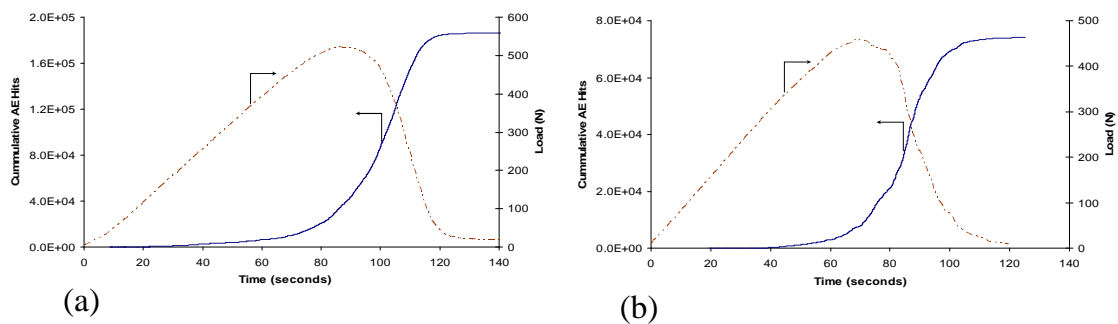 2.0E+05
1.6E+05
1.2E+05
8.0E+04
4.0E+04
0.0E+00
Cummulative AE Hits
600
500
400
300
200
100
0
Load (N)
0 20 40 60 80 100 120 140
Time (seconds)
(a)
8.0E+04
6.0E+04
4.0E+04
2.0E+04
0.0E+00
Cummulative AE Hits
500
400
300
200
100
0
Load (N)
0 20 40 60 80 100 120 140
Time (seconds)
(b)